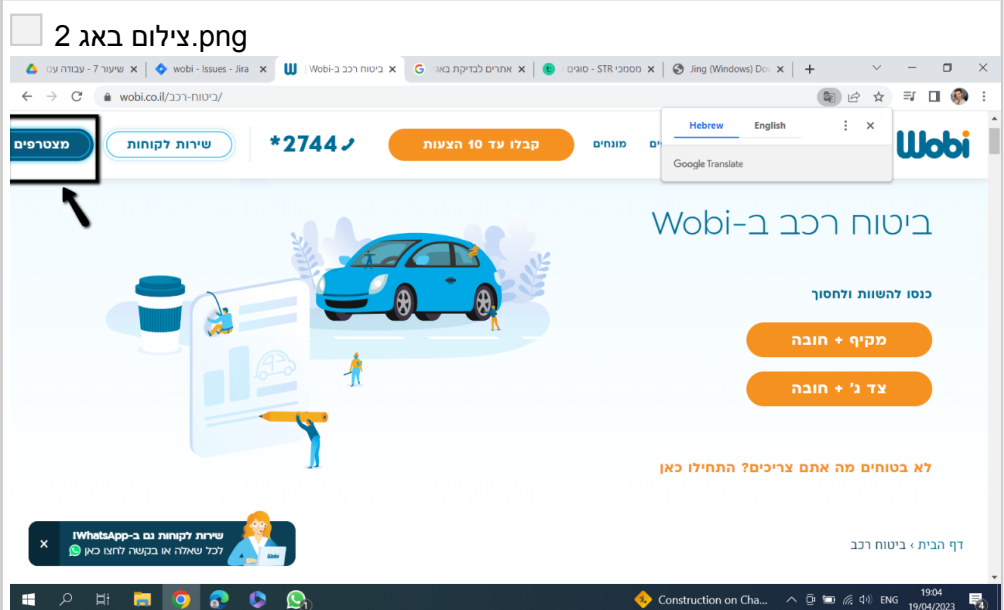 צילום באג 2.png
שיעור 7 - עבודה עם
wobi - Issues - Jira
ביטוח רכב ב-Wobi
אתרים לבדיקת באג
מסמכי STR - סוגים
Jing (Windows) Do
wobi.co.il/ביטוח-רכב/
Hebrew English
Google Translate
Wobi
מונחים
קבלו עד 10 הצעות
*2744
שירות לקוחות
מצטרפים
ביטוח רכב ב-Wobi
כנסו להשוות ולחסוך
מקיף + חובה
צד ג' + חובה
לא בטוחים מה אתם צריכים? התחילו כאן
שירות לקוחות גם ב-WhatsApp!
לכל שאלה או בקשה לחצו כאן
דף הבית › ביטוח רכב
Construction on Cha...
ENG
19:04
19/04/2023
4